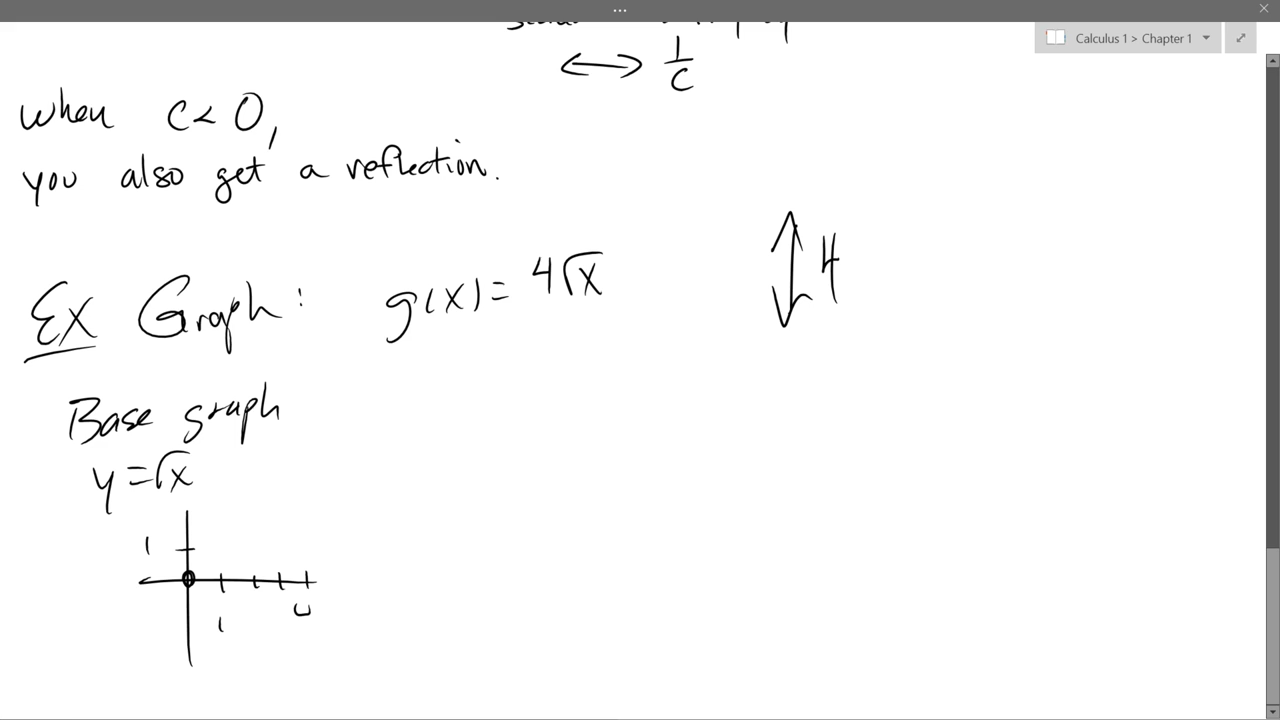 Calculus 1 > Chapter 1
1/c
When c < 0,
you also get a reflection.
Ex Graph: g(x) = 4√x
4
Base graph
y = √x
1
1